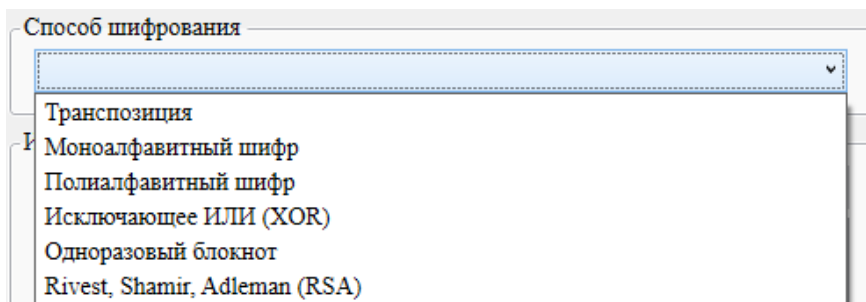 Способ шифрования
Транспозиция
Моноалфавитный шифр
Полиалфавитный шифр
Исключающее ИЛИ (XOR)
Одноразовый блокнот
Rivest, Shamir, Adleman (RSA)